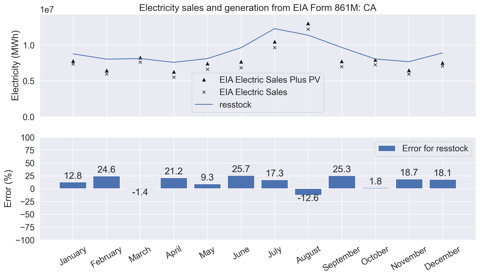 Electricity sales and generation from EIA Form 861M: CA
1e7
Electricity (MWh)
1.0
0.5
0.0
EIA Electric Sales Plus PV
EIA Electric Sales
resstock
Error (%)
100
75
50
25
0
−25
−50
−75
−100
Error for resstock
12.8
24.6
-1.4
21.2
9.3
25.7
17.3
-12.6
25.3
1.8
18.7
18.1
January
February
March
April
May
June
July
August
September
October
November
December